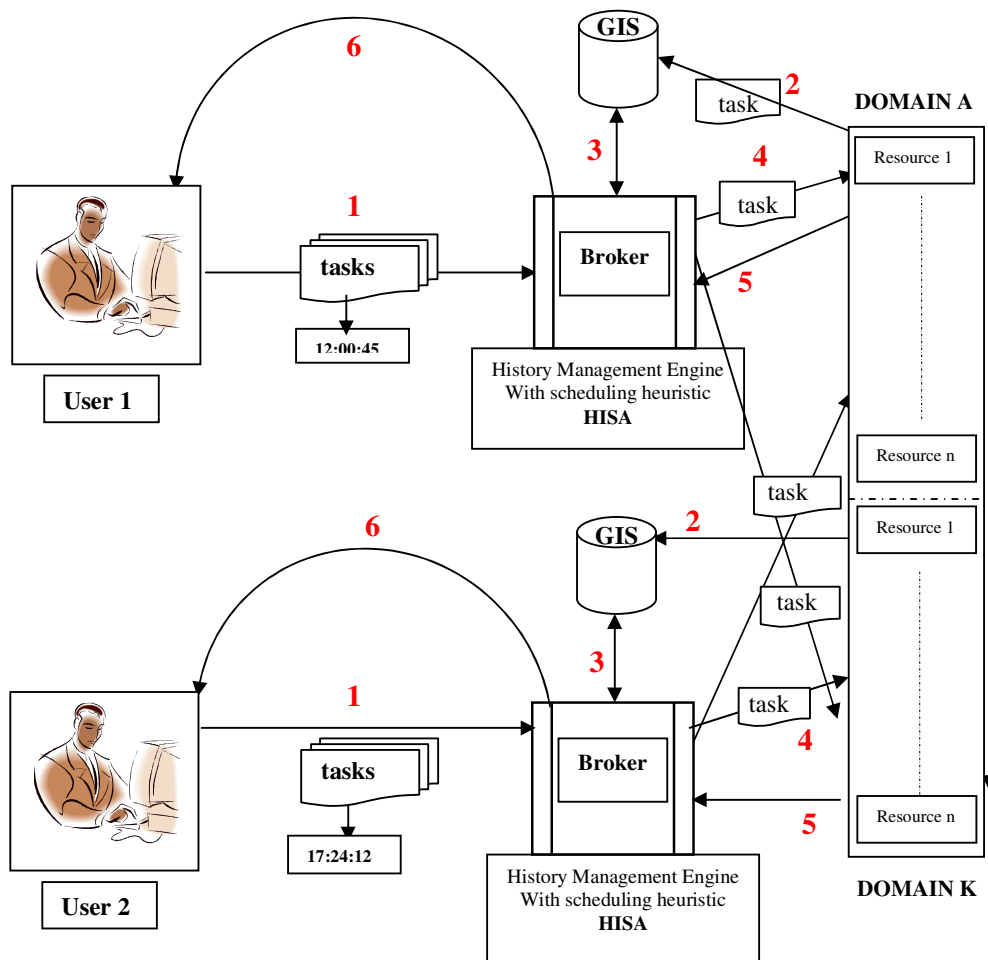 GIS
6
2
task
DOMAIN A
3
4
Resource 1
1
task
tasks
Broker
5
12:00:45
History Management Engine
With scheduling heuristic
HISA
User 1
Resource n
task
2
Resource 1
6
GIS
task
3
1
4
task
Broker
tasks
5
Resource n
17:24:12
History Management Engine
With scheduling heuristic
HISA
DOMAIN K
User 2